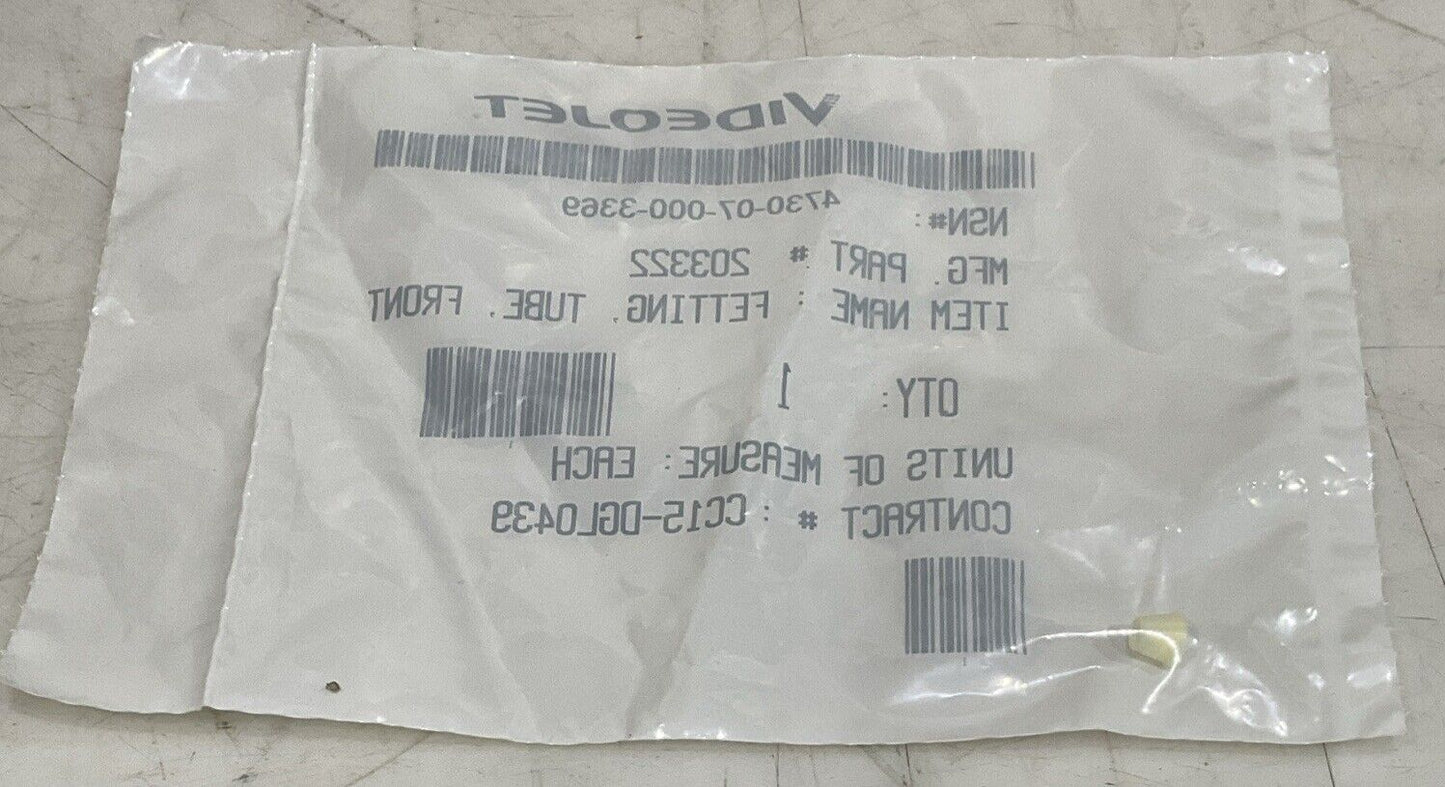 VIDEOJET
NSN#: 4730-07-000-3369
MFG. PART # 203322
ITEM NAME : FETTING, TUBE, FRONT
QTY: 1
UNITS OF MEASURE: EACH
CONTRACT # : CC15-DGL0439